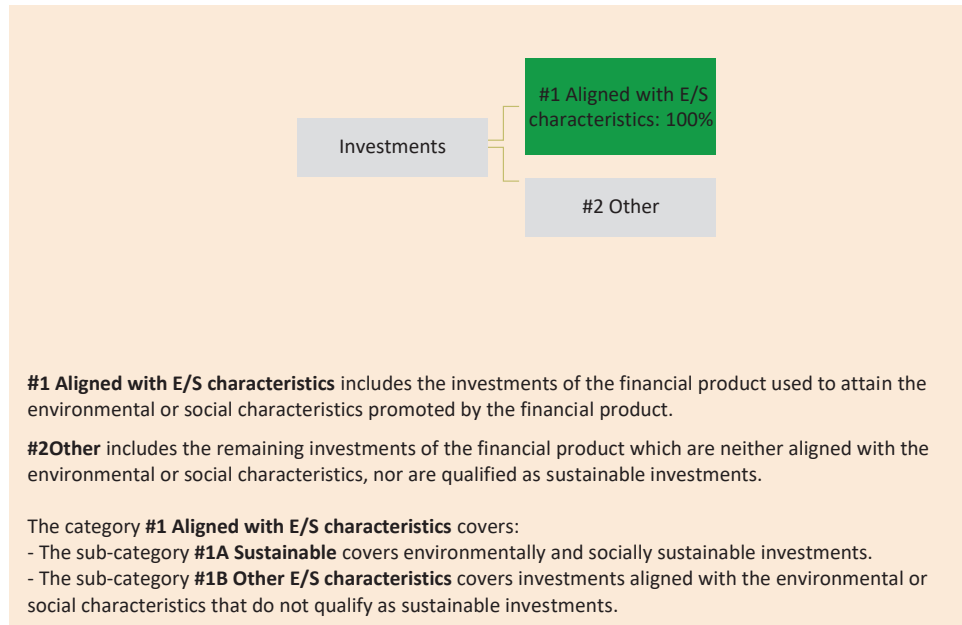 #1 Aligned with E/S
characteristics: 100%
Investments
#2 Other
#1 Aligned with E/S characteristics includes the investments of the financial product used to attain the
environmental or social characteristics promoted by the financial product.
#2Other includes the remaining investments of the financial product which are neither aligned with the
environmental or social characteristics, nor are qualified as sustainable investments.
The category #1 Aligned with E/S characteristics covers:
- The sub-category #1A Sustainable covers environmentally and socially sustainable investments.
- The sub-category #1B Other E/S characteristics covers investments aligned with the environmental or
social characteristics that do not qualify as sustainable investments.